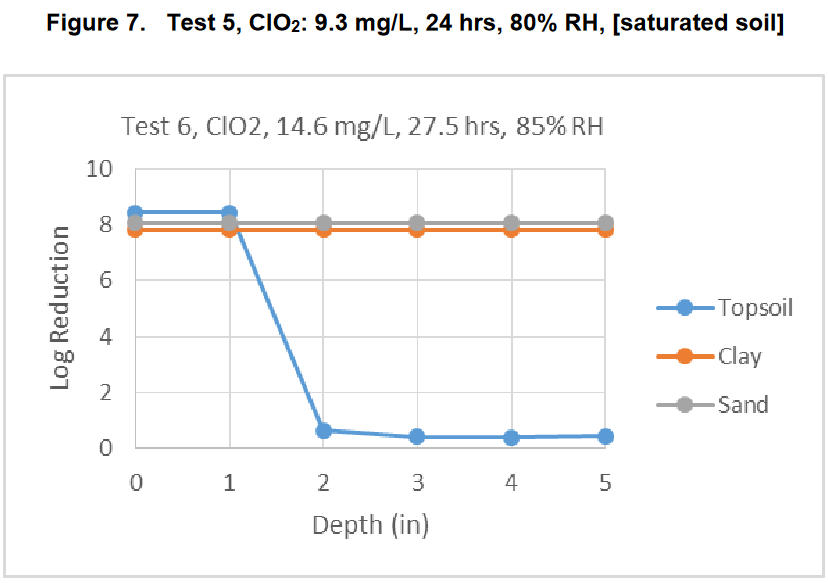 Figure 7. Test 5, ClO₂: 9.3 mg/L, 24 hrs, 80% RH, [saturated soil]
Test 6, ClO2, 14.6 mg/L, 27.5 hrs, 85% RH
10
8
6
4
2
0
Log Reduction
0 1 2 3 4 5
Depth (in)
Topsoil
Clay
Sand